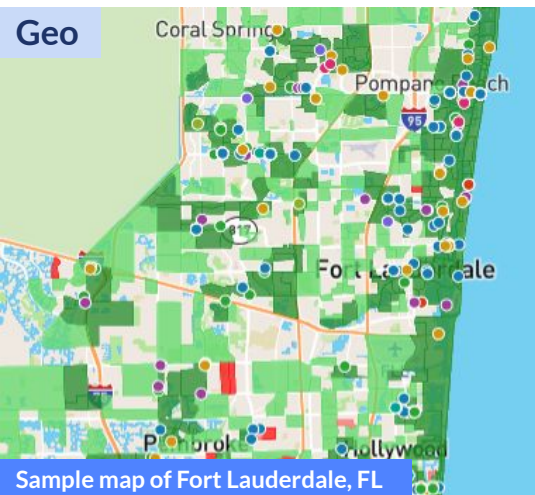 Geo
Coral Springs
Pompano Beach
95
817
Fort Lauderdale
Pembroke
Hollywood
Sample map of Fort Lauderdale, FL